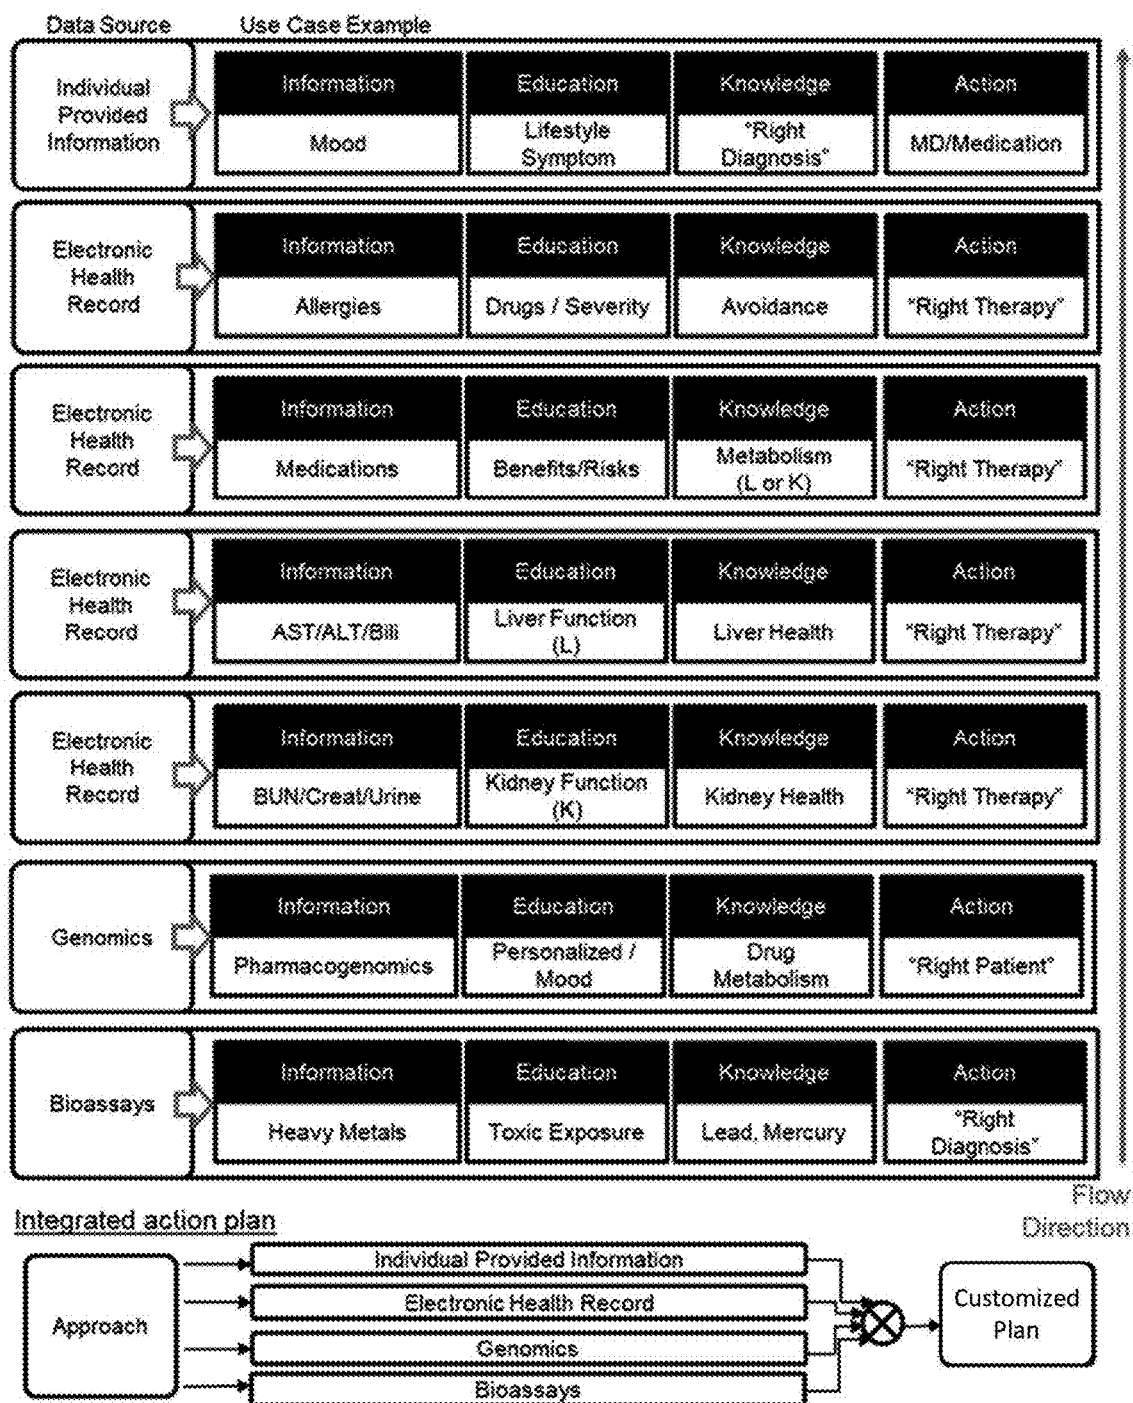 Data Source Use Case Example
Individual
Provided
Information
Information Education Knowledge Action
Mood
Lifestyle
Symptom
"Right
Diagnosis"
MD/Medication
Electronic
Health
Record
Information Education Knowledge Action
Allergies Drugs / Severity Avoidance "Right Therapy"
Electronic
Health
Record
Information Education Knowledge Action
Medications Benefits/Risks
Metabolism
(L or K)
"Right Therapy"
Electronic
Health
Record
Information Education Knowledge Action
AST/ALT/Bili
Liver Function
(L)
Liver Health "Right Therapy"
Electronic
Health
Record
Information Education Knowledge Action
BUN/Creat/Urine
Kidney Function
(K)
Kidney Health "Right Therapy"
Genomics
Information Education Knowledge Action
Pharmacogenomics
Personalized /
Mood
Drug
Metabolism
"Right Patient"
Bioassays
Information Education Knowledge Action
Heavy Metals Toxic Exposure Lead, Mercury
"Right
Diagnosis"
Flow
Direction
Integrated action plan
Approach
Individual Provided Information
Electronic Health Record
Genomics
Bioassays
Customized
Plan